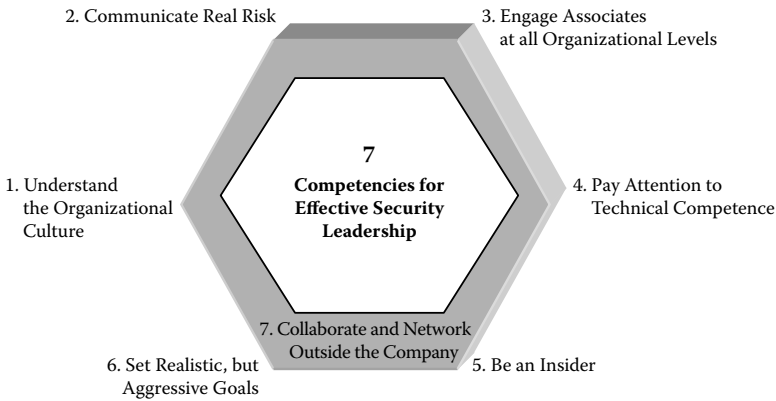 2. Communicate Real Risk
3. Engage Associates
at all Organizational Levels
1. Understand
the Organizational
Culture
7
Competencies for
Effective Security
Leadership
4. Pay Attention to
Technical Competence
7. Collaborate and Network
Outside the Company
6. Set Realistic, but
Aggressive Goals
5. Be an Insider